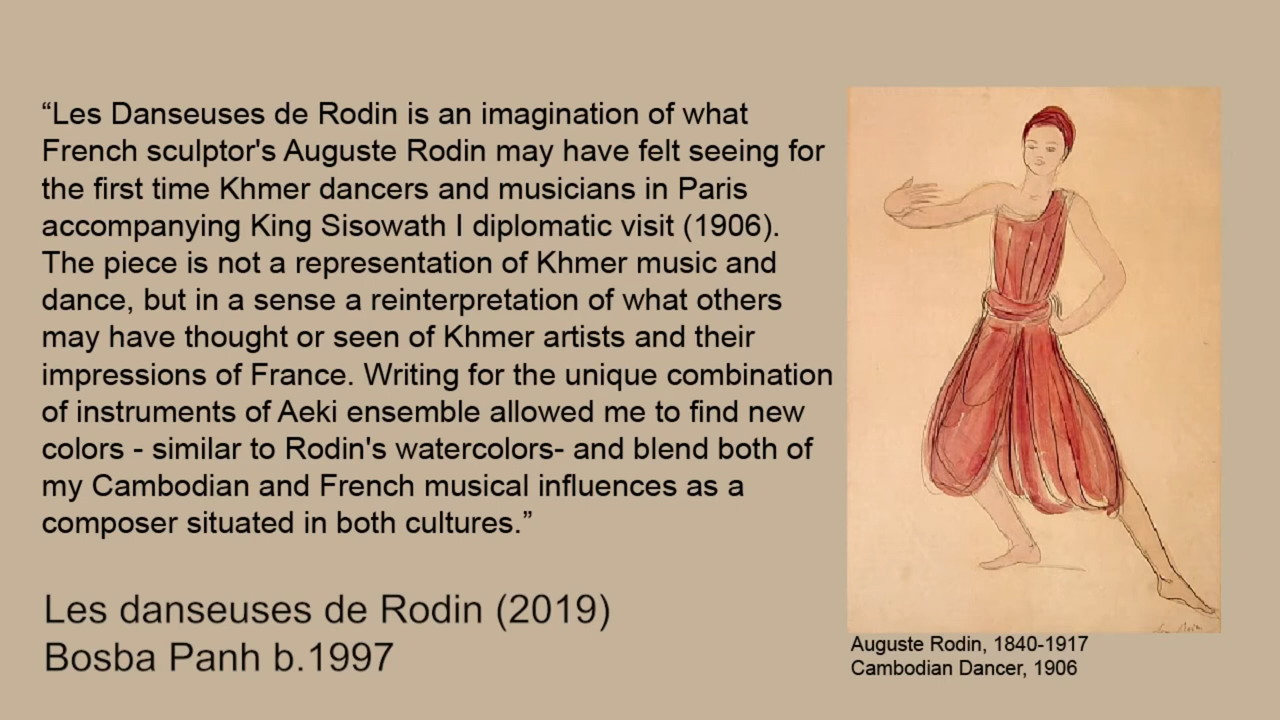 “Les Danseuses de Rodin is an imagination of what
French sculptor's Auguste Rodin may have felt seeing for
the first time Khmer dancers and musicians in Paris
accompanying King Sisowath I diplomatic visit (1906).
The piece is not a representation of Khmer music and
dance, but in a sense a reinterpretation of what others
may have thought or seen of Khmer artists and their
impressions of France. Writing for the unique combination
of instruments of Aeki ensemble allowed me to find new
colors - similar to Rodin's watercolors- and blend both of
my Cambodian and French musical influences as a
composer situated in both cultures.”
Les danseuses de Rodin (2019)
Bosba Panh b.1997
Auguste Rodin, 1840-1917
Cambodian Dancer, 1906